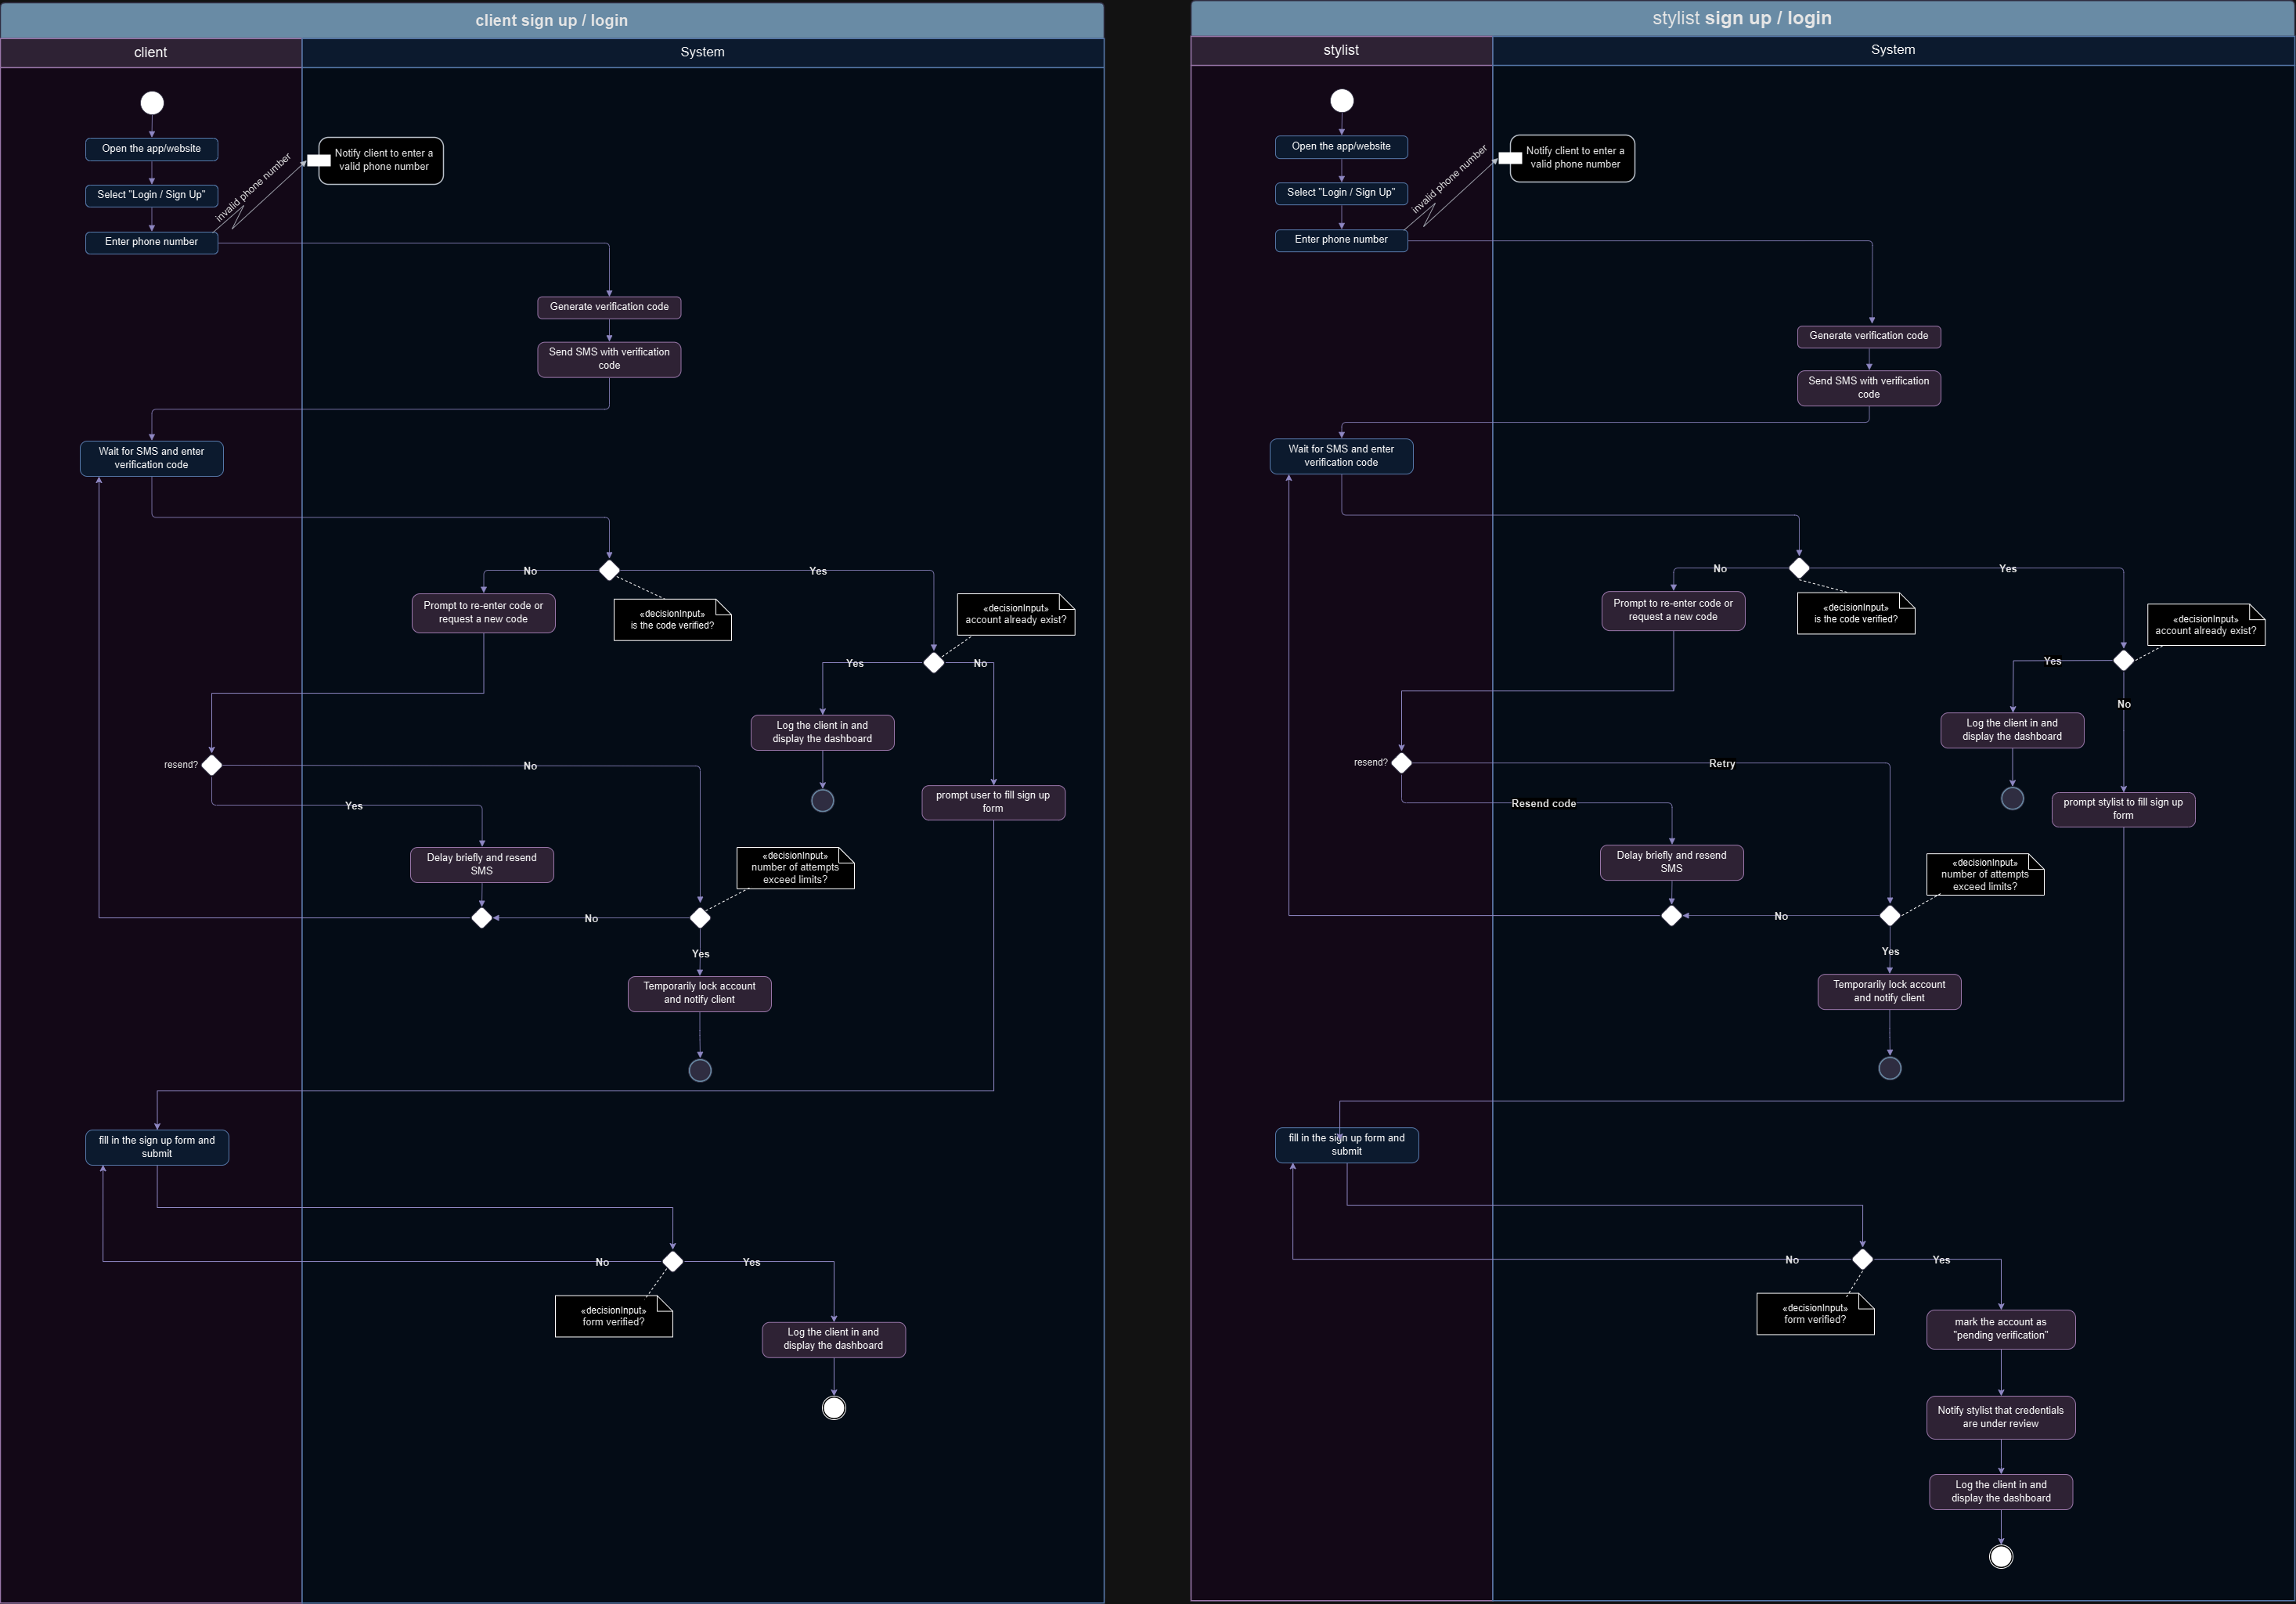 client sign up / login
client
System
Open the app/website
Notify client to enter a
valid phone number
invalid phone number
Select "Login / Sign Up"
Enter phone number
Generate verification code
Send SMS with verification
code
Wait for SMS and enter
verification code
No
Yes
Prompt to re-enter code or
request a new code
«decisionInput»
is the code verified?
«decisionInput»
account already exist?
Yes
No
Log the client in and
display the dashboard
resend?
No
prompt user to fill sign up
form
Yes
Delay briefly and resend
SMS
«decisionInput»
number of attempts
exceed limits?
No
Yes
Temporarily lock account
and notify client
fill in the sign up form and
submit
No
Yes
«decisionInput»
form verified?
Log the client in and
display the dashboard
stylist sign up / login
stylist
System
Open the app/website
Notify client to enter a
valid phone number
invalid phone number
Select "Login / Sign Up"
Enter phone number
Generate verification code
Send SMS with verification
code
Wait for SMS and enter
verification code
No
Yes
Prompt to re-enter code or
request a new code
«decisionInput»
is the code verified?
«decisionInput»
account already exist?
Yes
No
Log the client in and
display the dashboard
resend?
Retry
prompt stylist to fill sign up
form
Resend code
Delay briefly and resend
SMS
«decisionInput»
number of attempts
exceed limits?
No
Yes
Temporarily lock account
and notify client
fill in the sign up form and
submit
No
Yes
«decisionInput»
form verified?
mark the account as
"pending verification"
Notify stylist that credentials
are under review
Log the client in and
display the dashboard